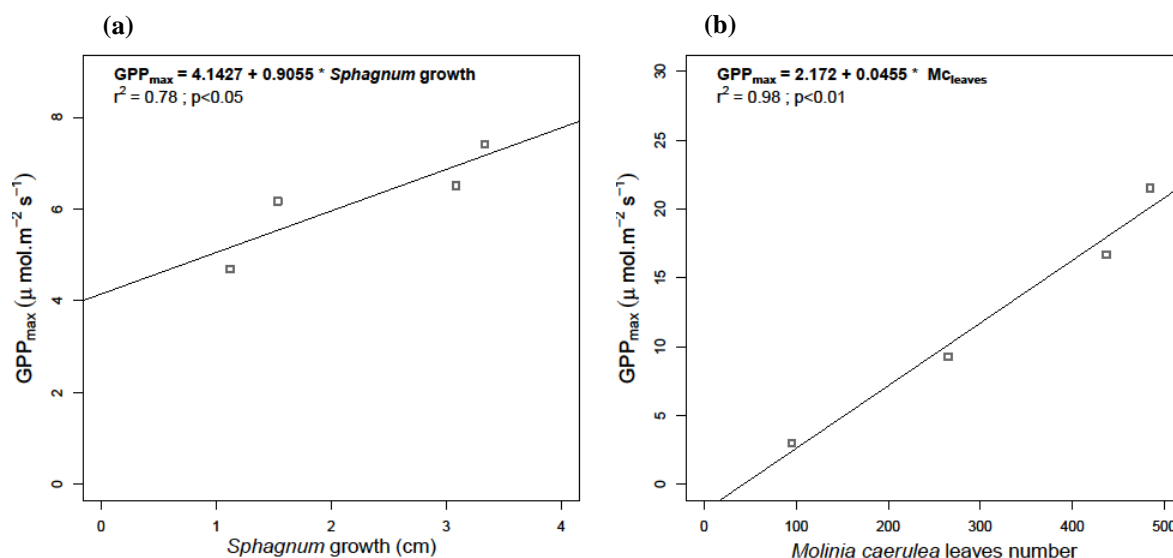 (a)
GPPmax = 4.1427 + 0.9055 * Sphagnum growth
r² = 0.78 ; p<0.05
8
6
4
2
0
GPPmax (μ mol.m−2 s−1)
0 1 2 3 4
Sphagnum growth (cm)
(b)
GPPmax = 2.172 + 0.0455 * Mcleaves
r² = 0.98 ; p<0.01
30
25
20
15
10
5
0
GPPmax (μ mol.m−2 s−1)
0 100 200 300 400 500
Molinia caerulea leaves number